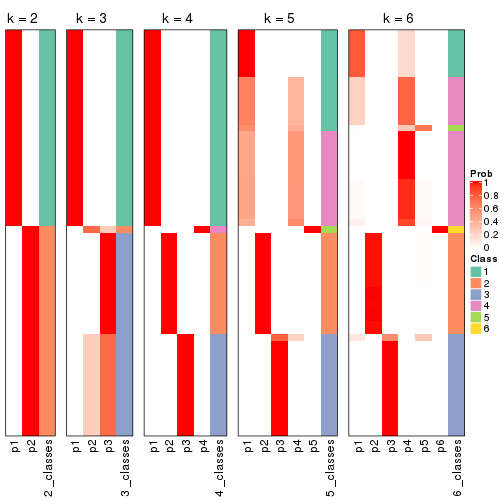 k = 2
k = 3
k = 4
k = 5
k = 6
p1
p2
2_classes
p1
p2
p3
3_classes
p1
p2
p3
p4
4_classes
p1
p2
p3
p4
p5
5_classes
p1
p2
p3
p4
p5
p6
6_classes
Prob
1
0.8
0.6
0.4
0.2
0
Class
1
2
3
4
5
6